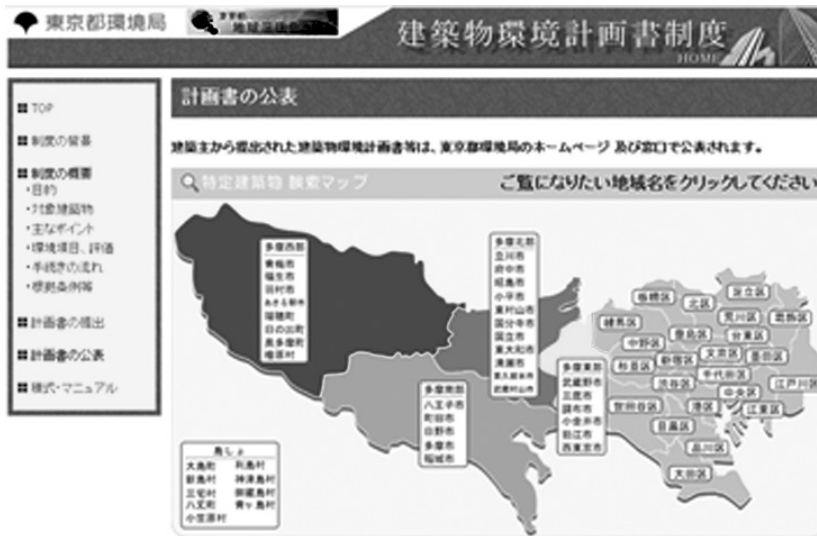 東京都環境局
建築物環境計画書制度
HOME
TOP
制度の背景
制度の概要
・目的
・対象建築物
・主なポイント
・環境項目、評価
・手続きの流れ
・根拠条例等
計画書の提出
計画書の公表
様式・マニュアル
計画書の公表
建築主から提出された建築物環境計画書等は、東京都環境局のホームページ 及び窓口で公表されます。
特定建築物 検索マップ
ご覧になりたい地域名をクリックしてください
多摩西部
青梅市
福生市
羽村市
あきる野市
瑞穂町
日の出町
奥多摩町
檜原村
多摩北部
立川市
府中市
昭島市
小平市
東村山市
国分寺市
国立市
東大和市
清瀬市
東久留米市
武蔵村山市
多摩南部
八王子市
町田市
日野市
多摩市
稲城市
多摩東部
武蔵野市
三鷹市
調布市
小金井市
狛江市
西東京市
板橋区
北区
足立区
練馬区
荒川区
葛飾区
豊島区
台東区
中野区
文京区
墨田区
杉並区
新宿区
千代田区
渋谷区
中央区
江戸川区
世田谷区
港区
江東区
目黒区
品川区
大田区
島しょ
大島町 利島村
新島村 神津島村
三宅村 御蔵島村
八丈町 青ヶ島村
小笠原村